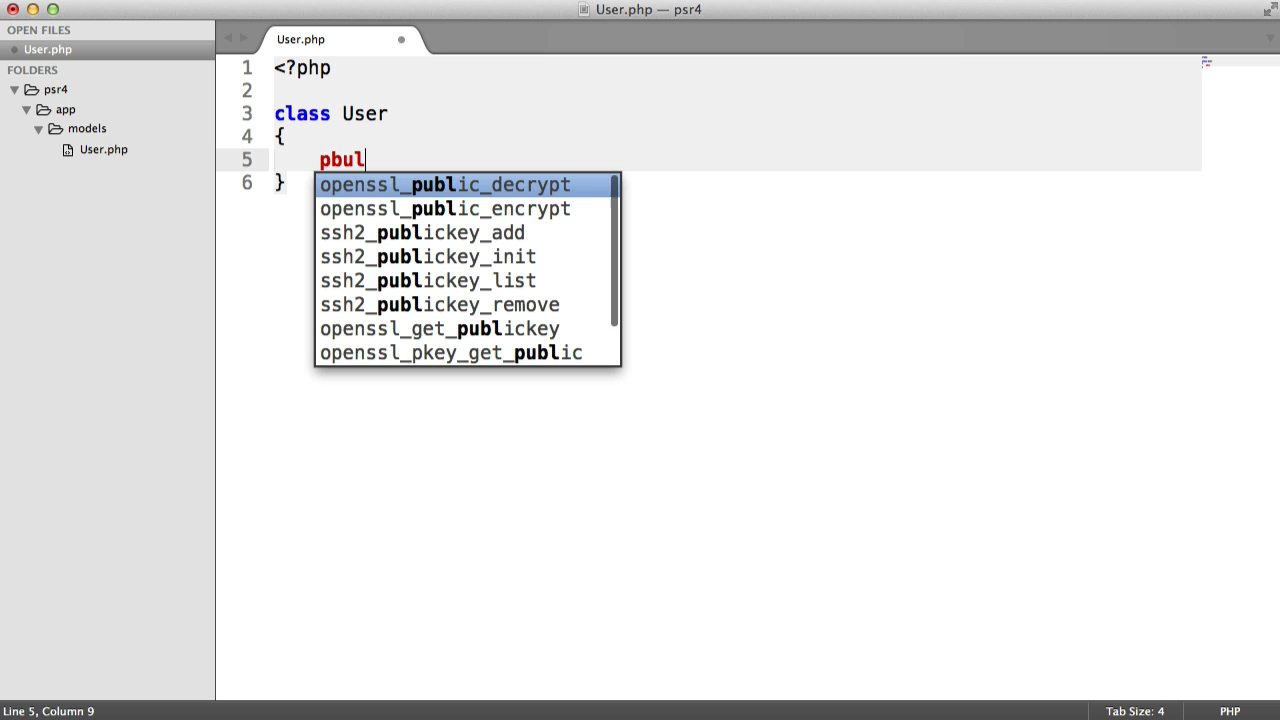 User.php — psr4
OPEN FILES
User.php
FOLDERS
psr4
app
models
User.php
User.php
1 <?php
2
3 class User
4 {
5 pbul
6 }
openssl_public_decrypt
openssl_public_encrypt
ssh2_publickey_add
ssh2_publickey_init
ssh2_publickey_list
ssh2_publickey_remove
openssl_get_publickey
openssl_pkey_get_public
Line 5, Column 9
Tab Size: 4
PHP